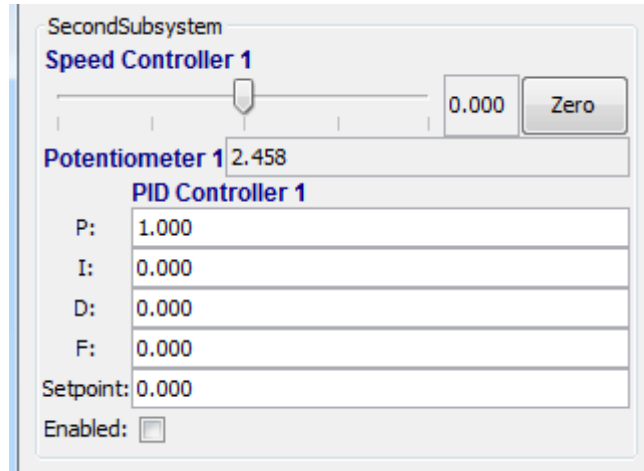 SecondSubsystem
Speed Controller 1
0.000 Zero
Potentiometer 1 2.458
PID Controller 1
P: 1.000
I: 0.000
D: 0.000
F: 0.000
Setpoint: 0.000
Enabled: